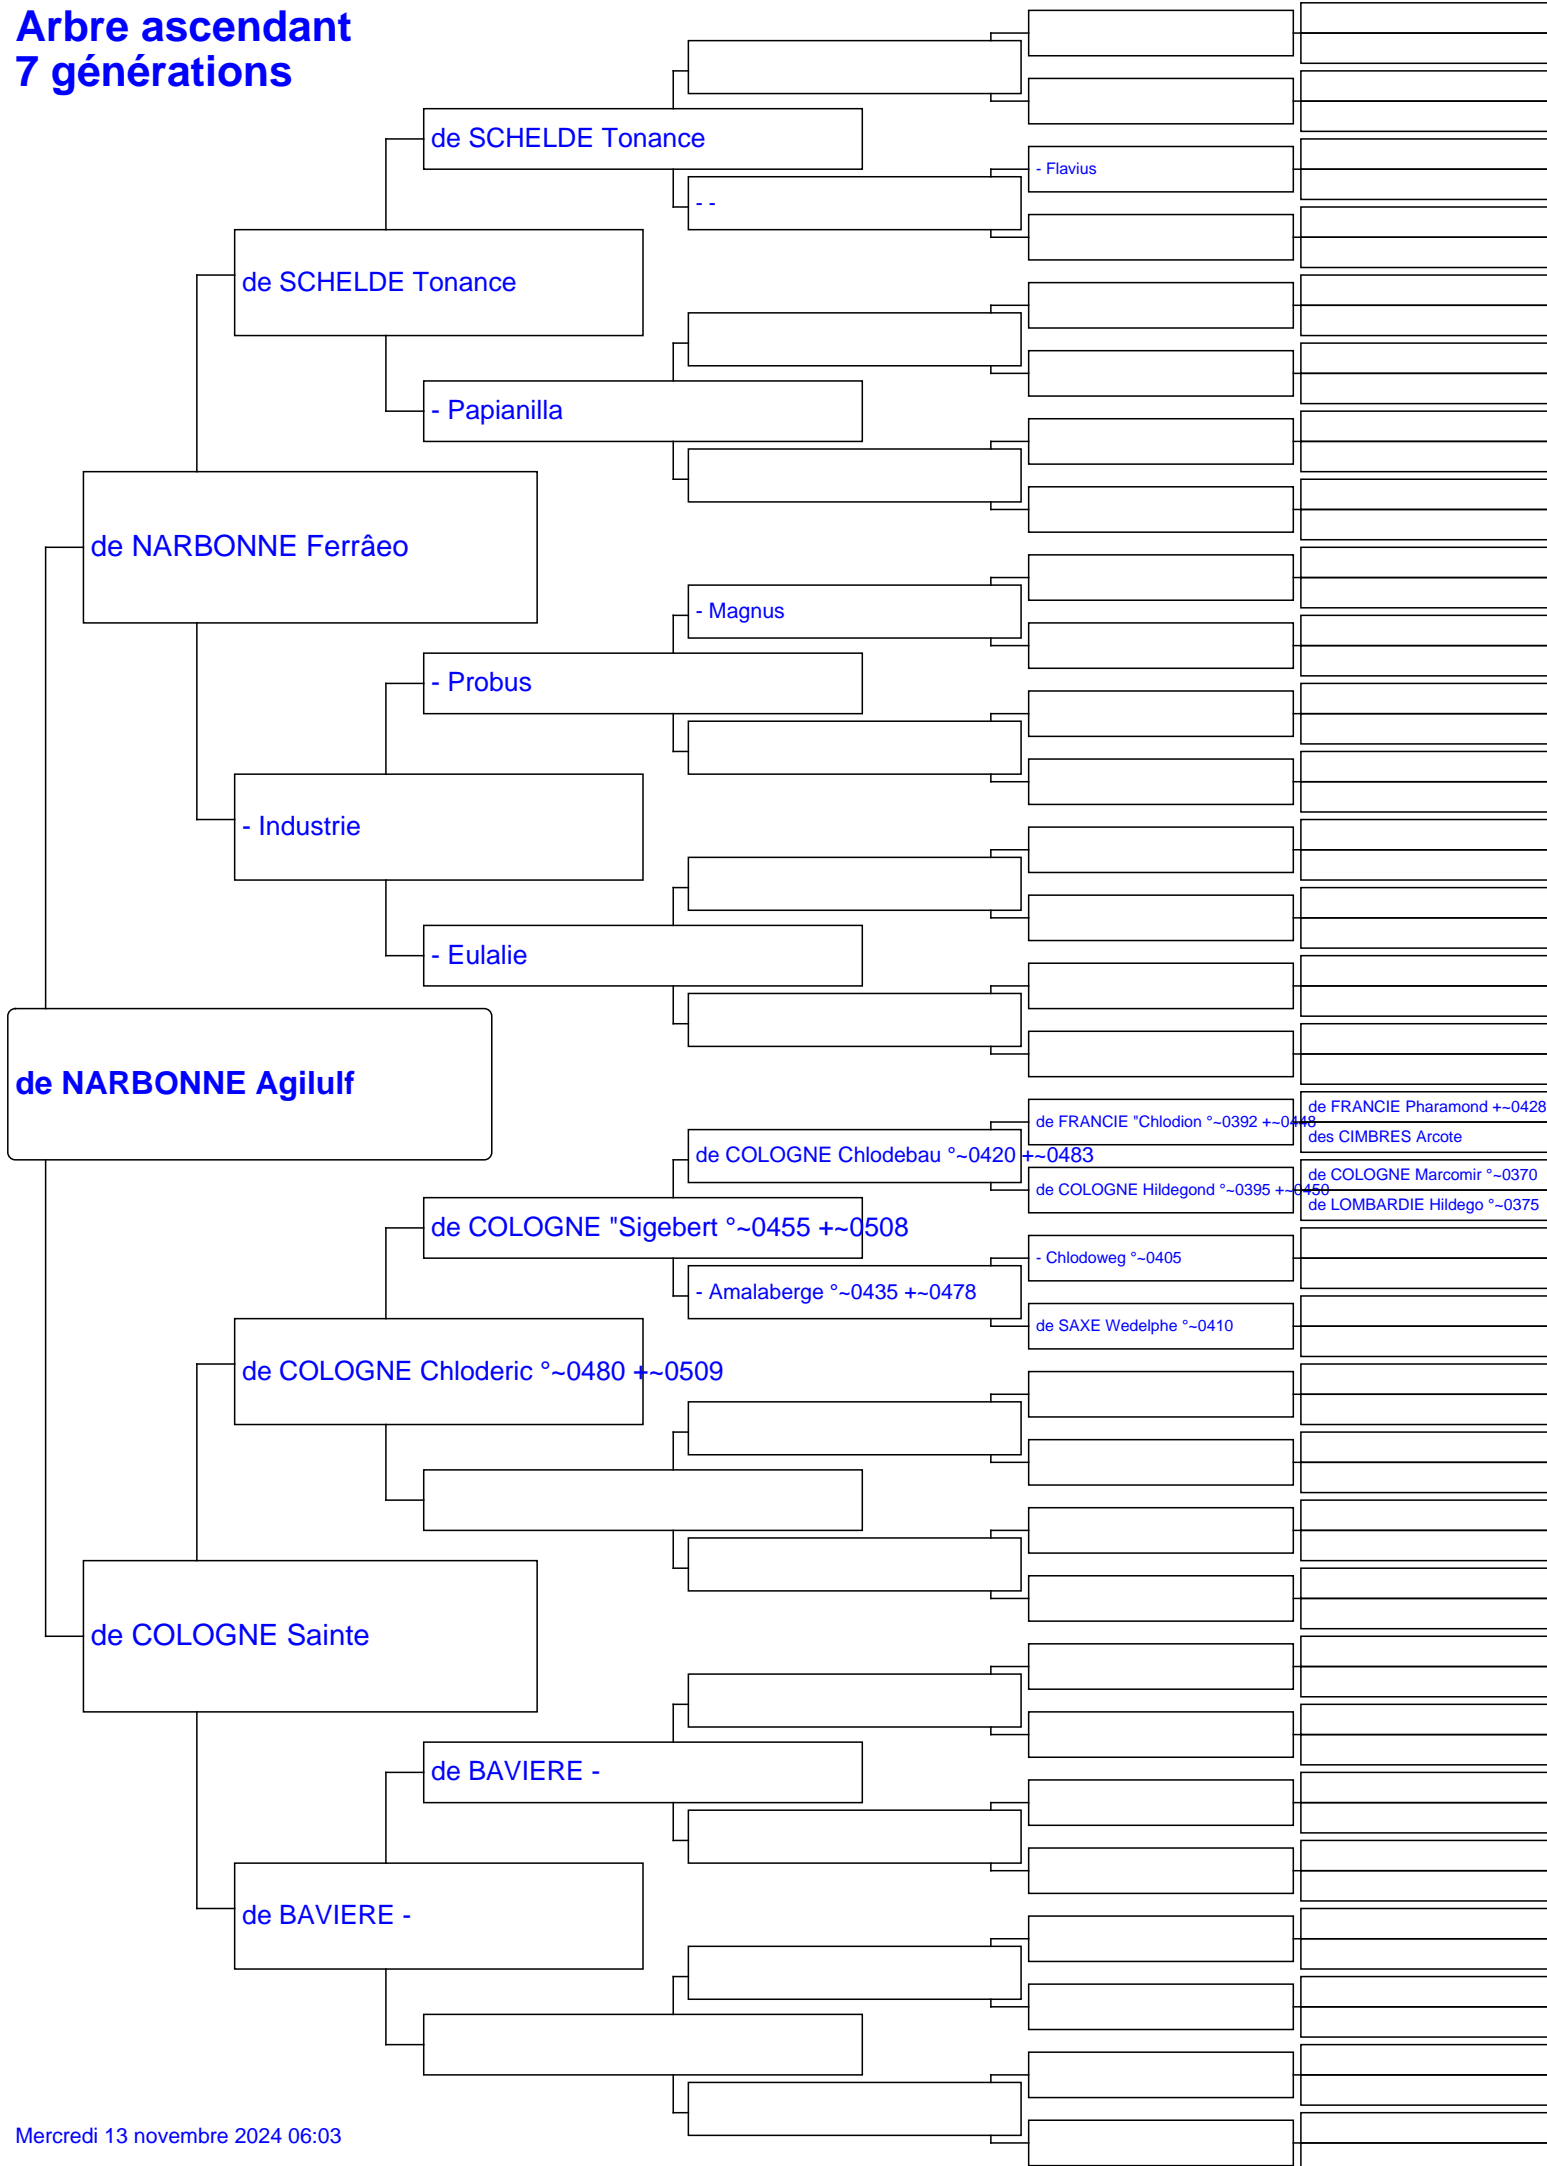 Arbre ascendant
7 générations
de SCHELDE Tonance
- Flavius
- -
de SCHELDE Tonance
- Papianilla
de NARBONNE Ferrâeo
- Magnus
- Probus
- Industrie
- Eulalie
de NARBONNE Agilulf
de FRANCIE Pharamond +~0428
de FRANCIE "Chlodion °~0392 +~0448
des CIMBRES Arcote
de COLOGNE Chlodebau °~0420 +~0483
de COLOGNE Marcomir °~0370
de COLOGNE Hildegond °~0395 +~0450
de LOMBARDIE Hildego °~0375
de COLOGNE "Sigebert °~0455 +~0508
- Chlodoweg °~0405
- Amalaberge °~0435 +~0478
de SAXE Wedelphe °~0410
de COLOGNE Chloderic °~0480 +~0509
de COLOGNE Sainte
de BAVIERE -
de BAVIERE -
Mercredi 13 novembre 2024 06:03